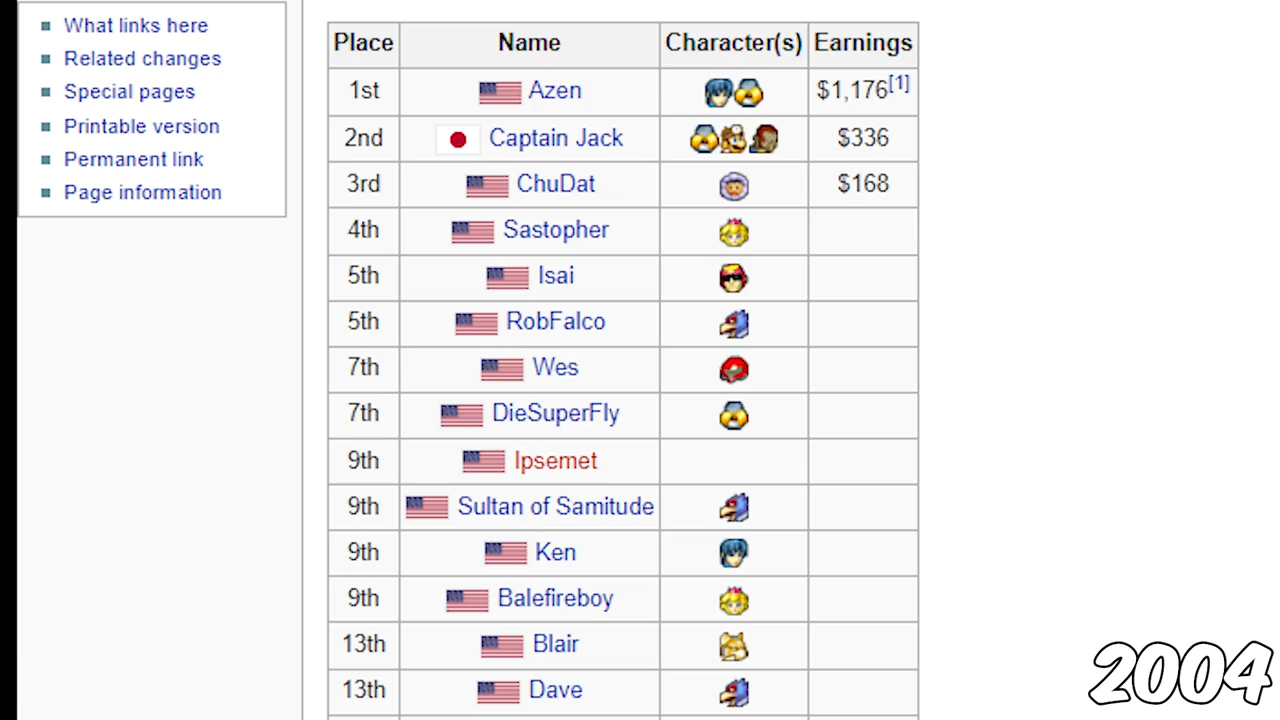 What links here
Related changes
Special pages
Printable version
Permanent link
Page information
Place Name Character(s) Earnings
1st Azen $1,176[1]
2nd Captain Jack $336
3rd ChuDat $168
4th Sastopher
5th Isai
5th RobFalco
7th Wes
7th DieSuperFly
9th Ipsemet
9th Sultan of Samitude
9th Ken
9th Balefireboy
13th Blair
13th Dave
2004